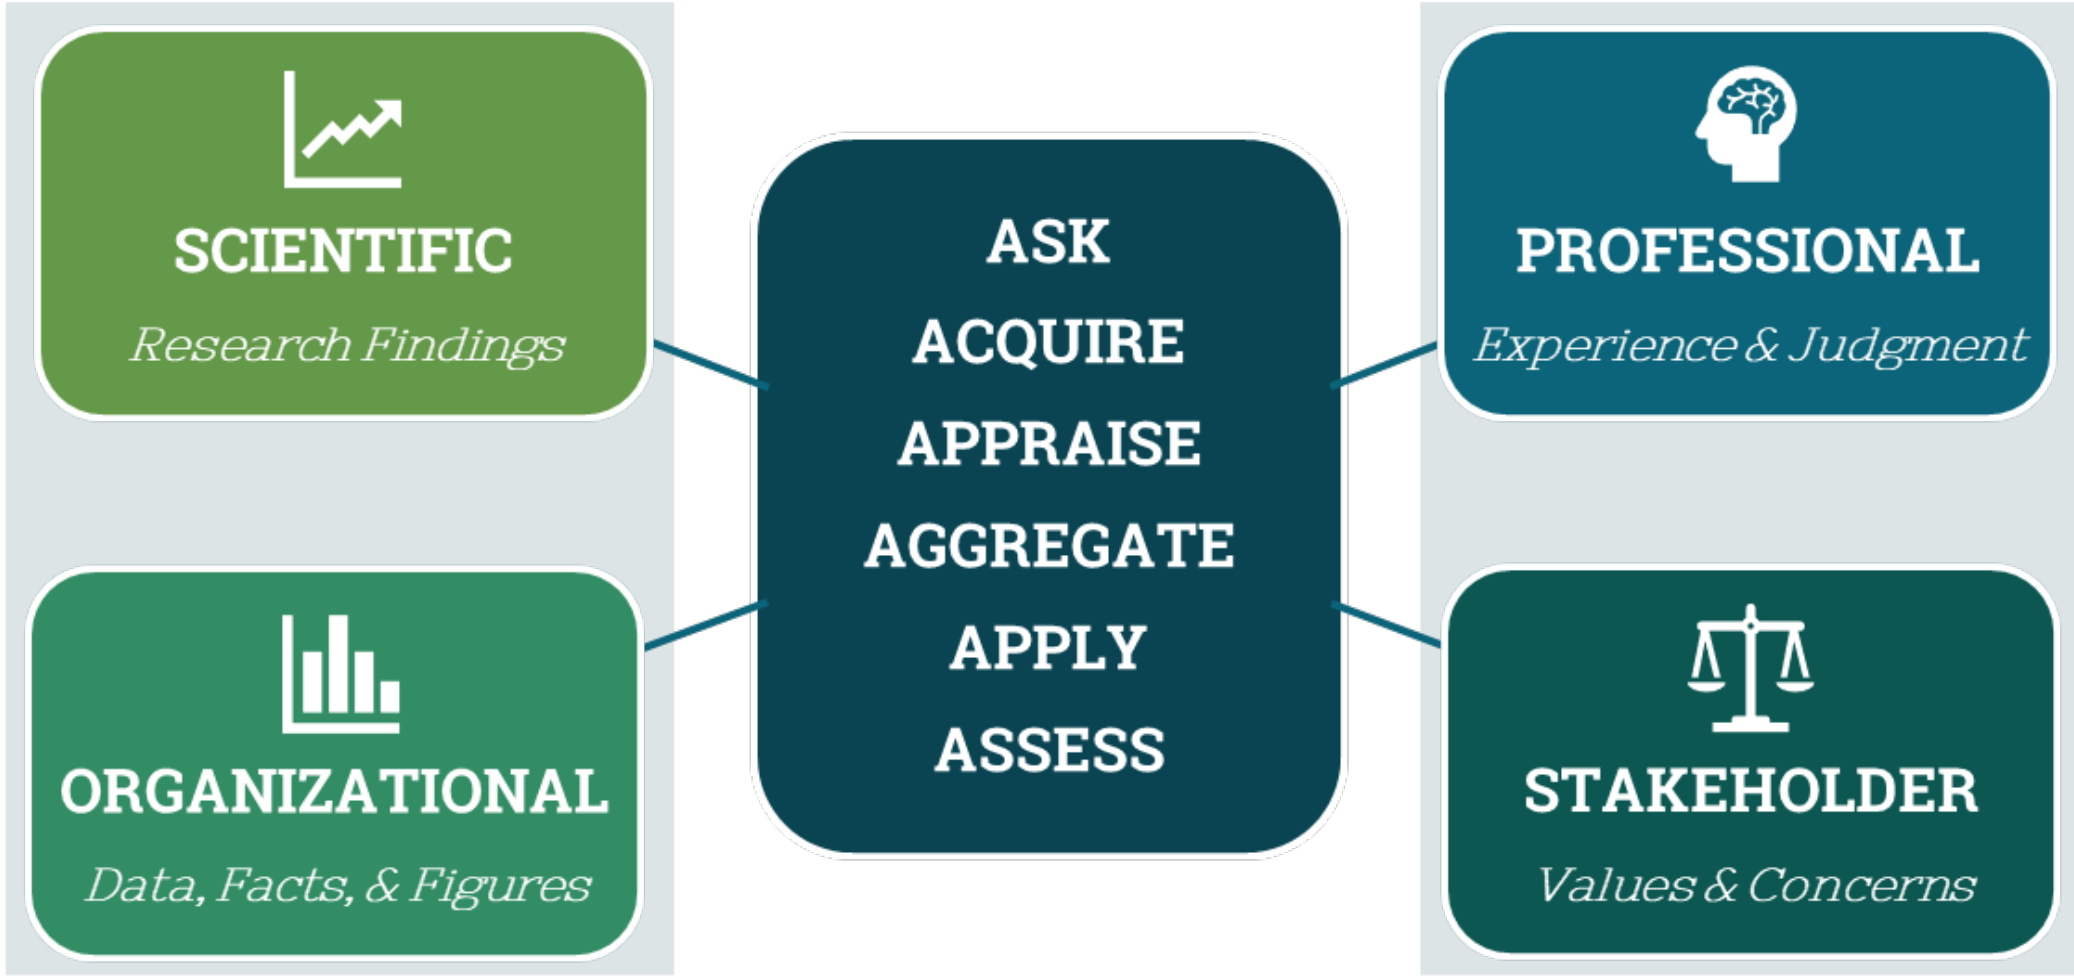 SCIENTIFIC
Research Findings
ORGANIZATIONAL
Data, Facts, & Figures
ASK
ACQUIRE
APPRAISE
AGGREGATE
APPLY
ASSESS
PROFESSIONAL
Experience & Judgment
STAKEHOLDER
Values & Concerns